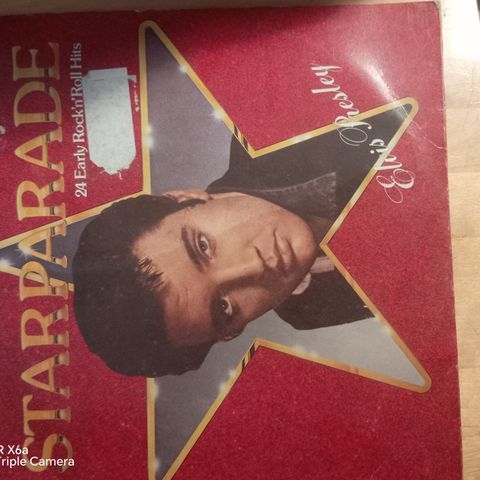 STARPARADE
24 Early Rock'n'Roll Hits
Elvis Presley
R X6a
Triple Camera